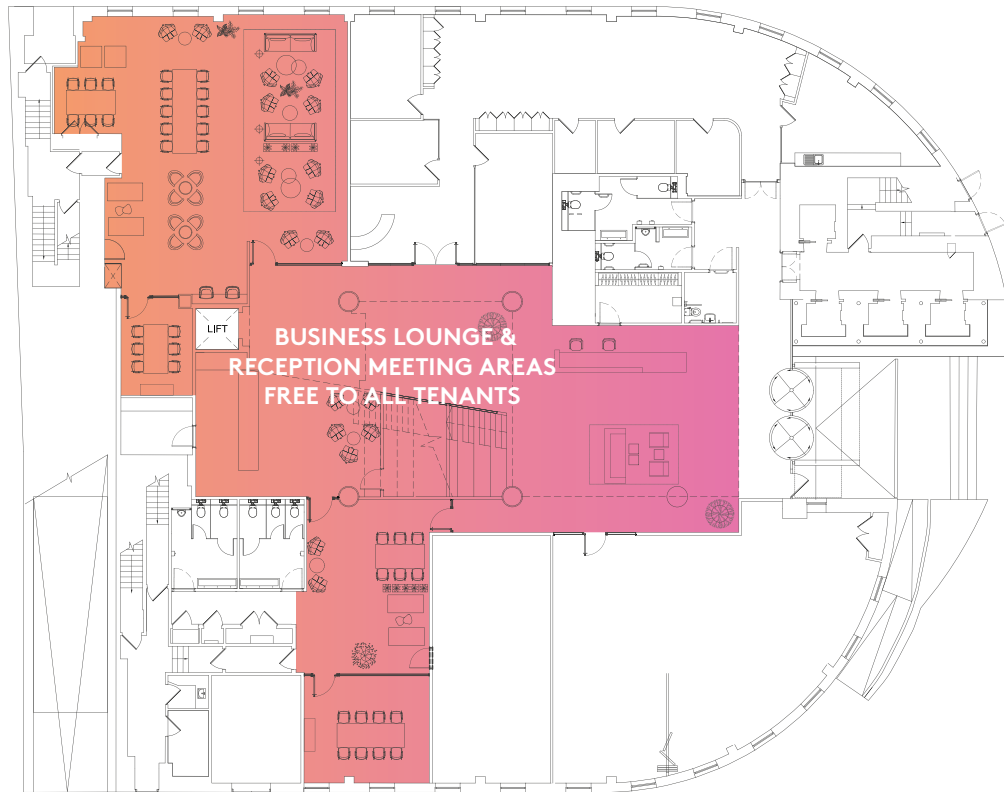 LIFT
BUSINESS LOUNGE &
RECEPTION MEETING AREAS
FREE TO ALL TENANTS